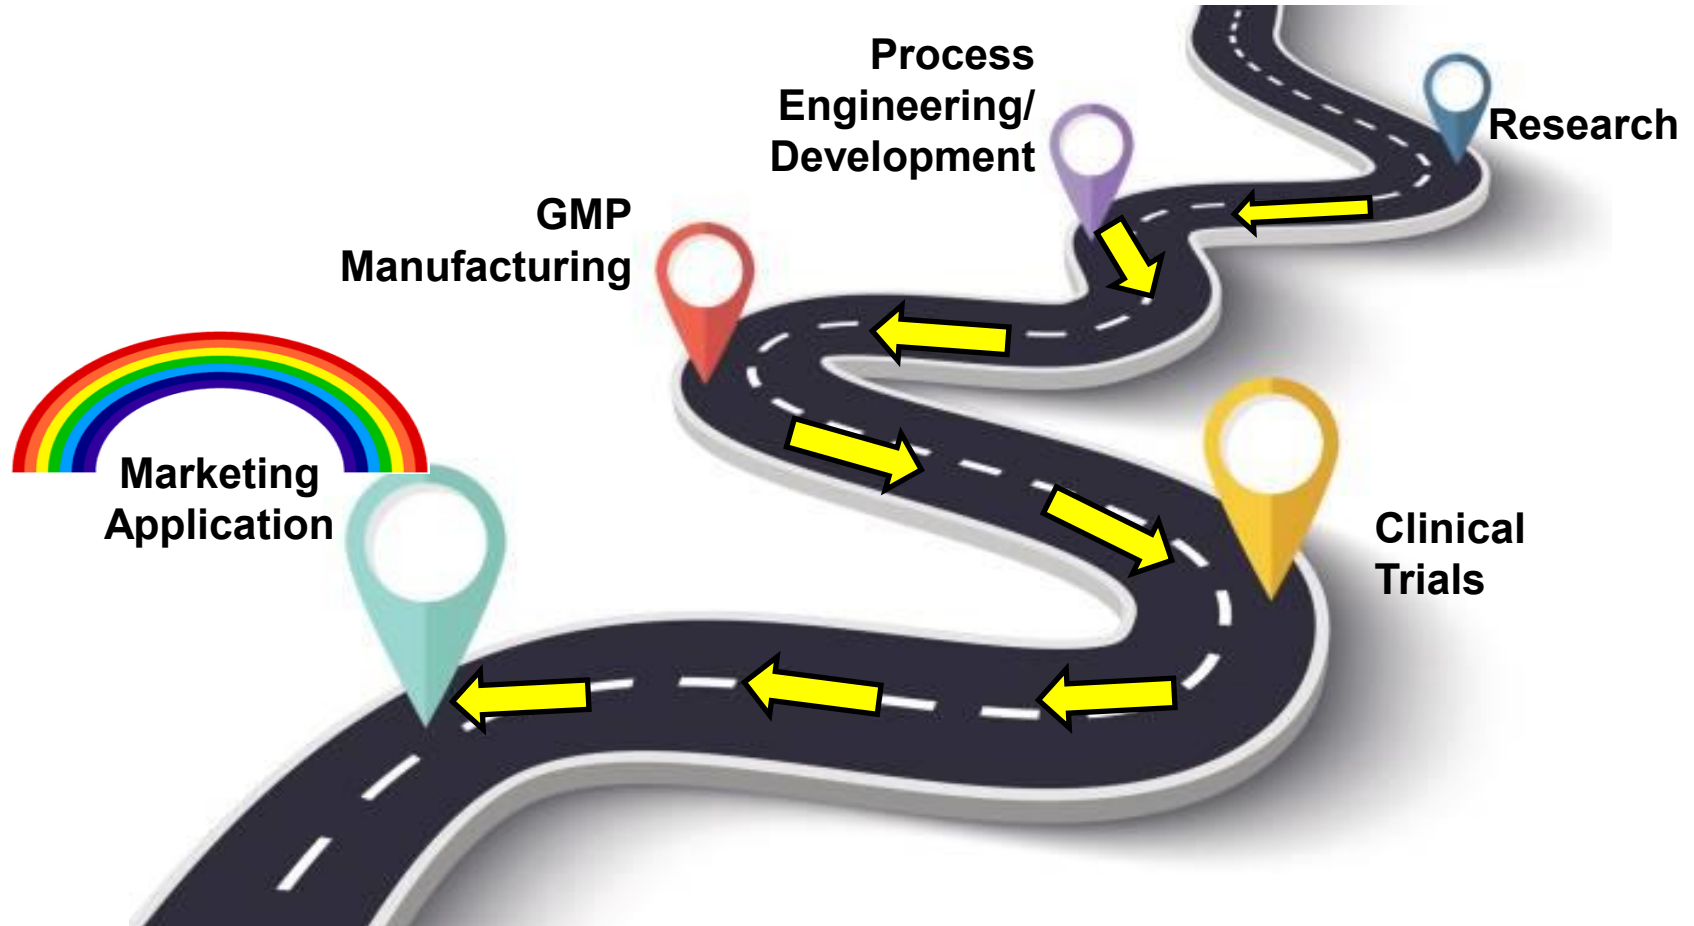 Process
Engineering/
Development
Research
GMP
Manufacturing
Marketing
Application
Clinical
Trials